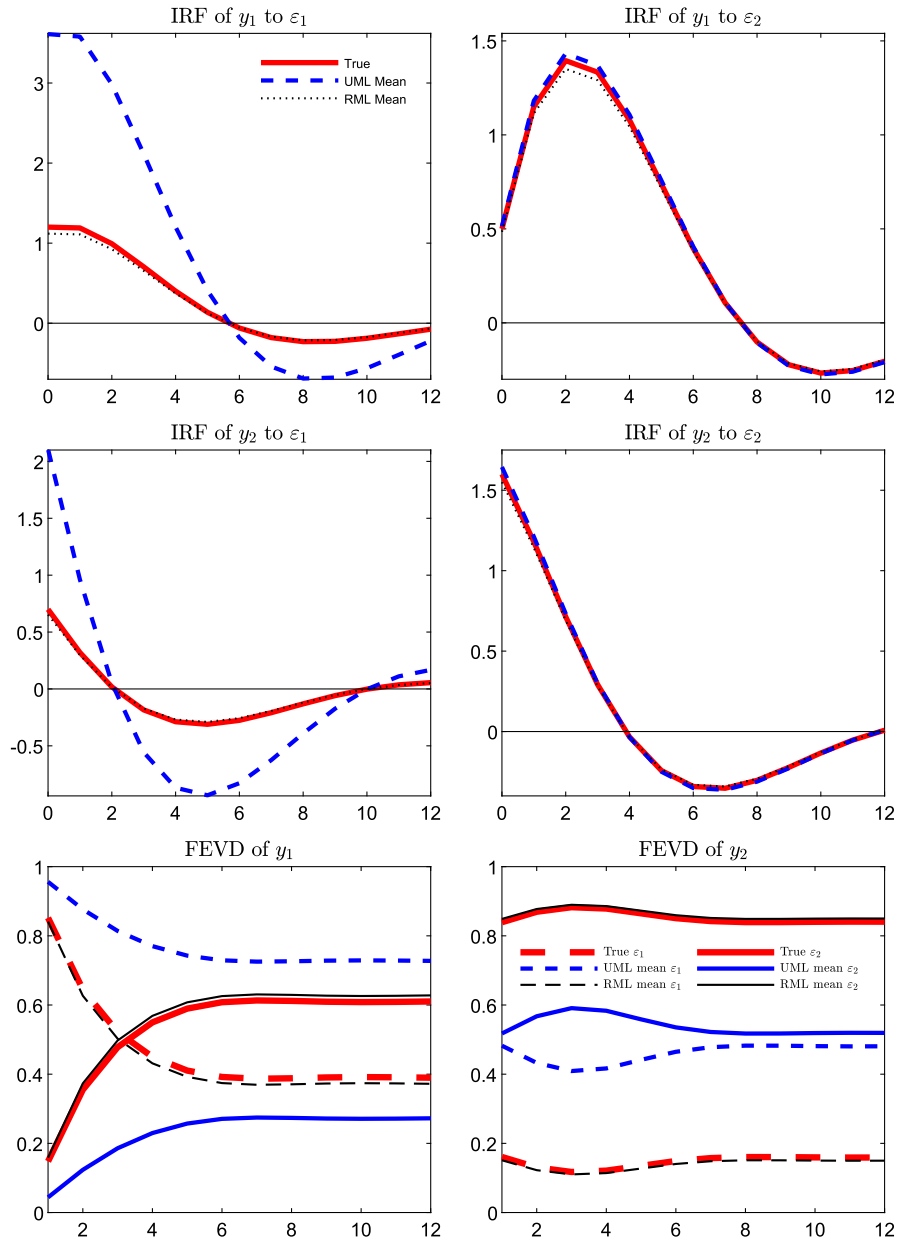 IRF of y₁ to ε₁
IRF of y₁ to ε₂
3
2
1
0
True
UML Mean
RML Mean
0 2 4 6 8 10 12
1.5
1
0.5
0
0 2 4 6 8 10 12
IRF of y₂ to ε₁
IRF of y₂ to ε₂
2
1.5
1
0.5
0
-0.5
0 2 4 6 8 10 12
1.5
1
0.5
0
0 2 4 6 8 10 12
FEVD of y₁
FEVD of y₂
1
0.8
0.6
0.4
0.2
0
2 4 6 8 10 12
1
0.8
0.6
0.4
0.2
0
True ε₁ True ε₂
UML mean ε₁ UML mean ε₂
RML mean ε₁ RML mean ε₂
2 4 6 8 10 12